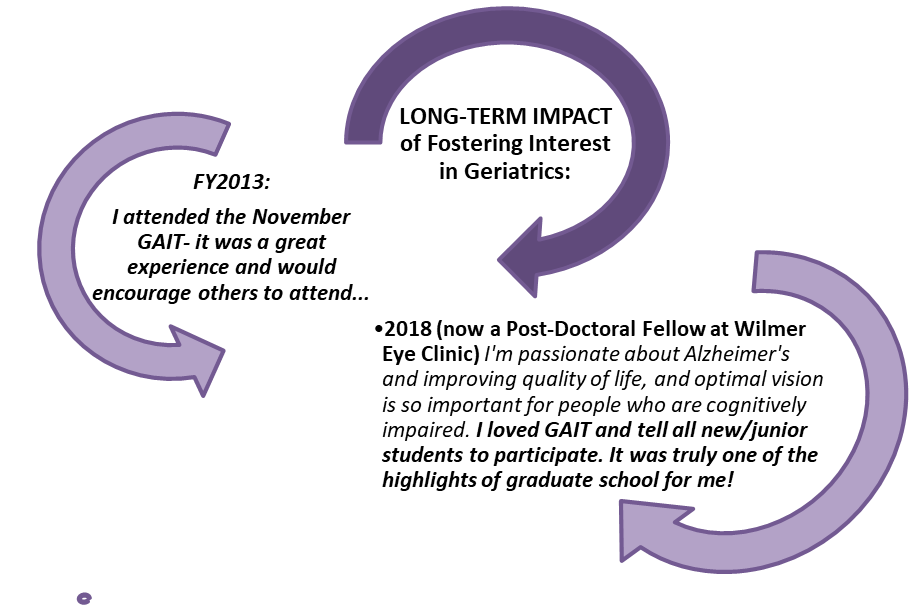 LONG-TERM IMPACT
of Fostering Interest
in Geriatrics:
FY2013:
I attended the November
GAIT- it was a great
experience and would
encourage others to attend...
•2018 (now a Post-Doctoral Fellow at Wilmer
Eye Clinic) I'm passionate about Alzheimer's
and improving quality of life, and optimal vision
is so important for people who are cognitively
impaired. I loved GAIT and tell all new/junior
students to participate. It was truly one of the
highlights of graduate school for me!